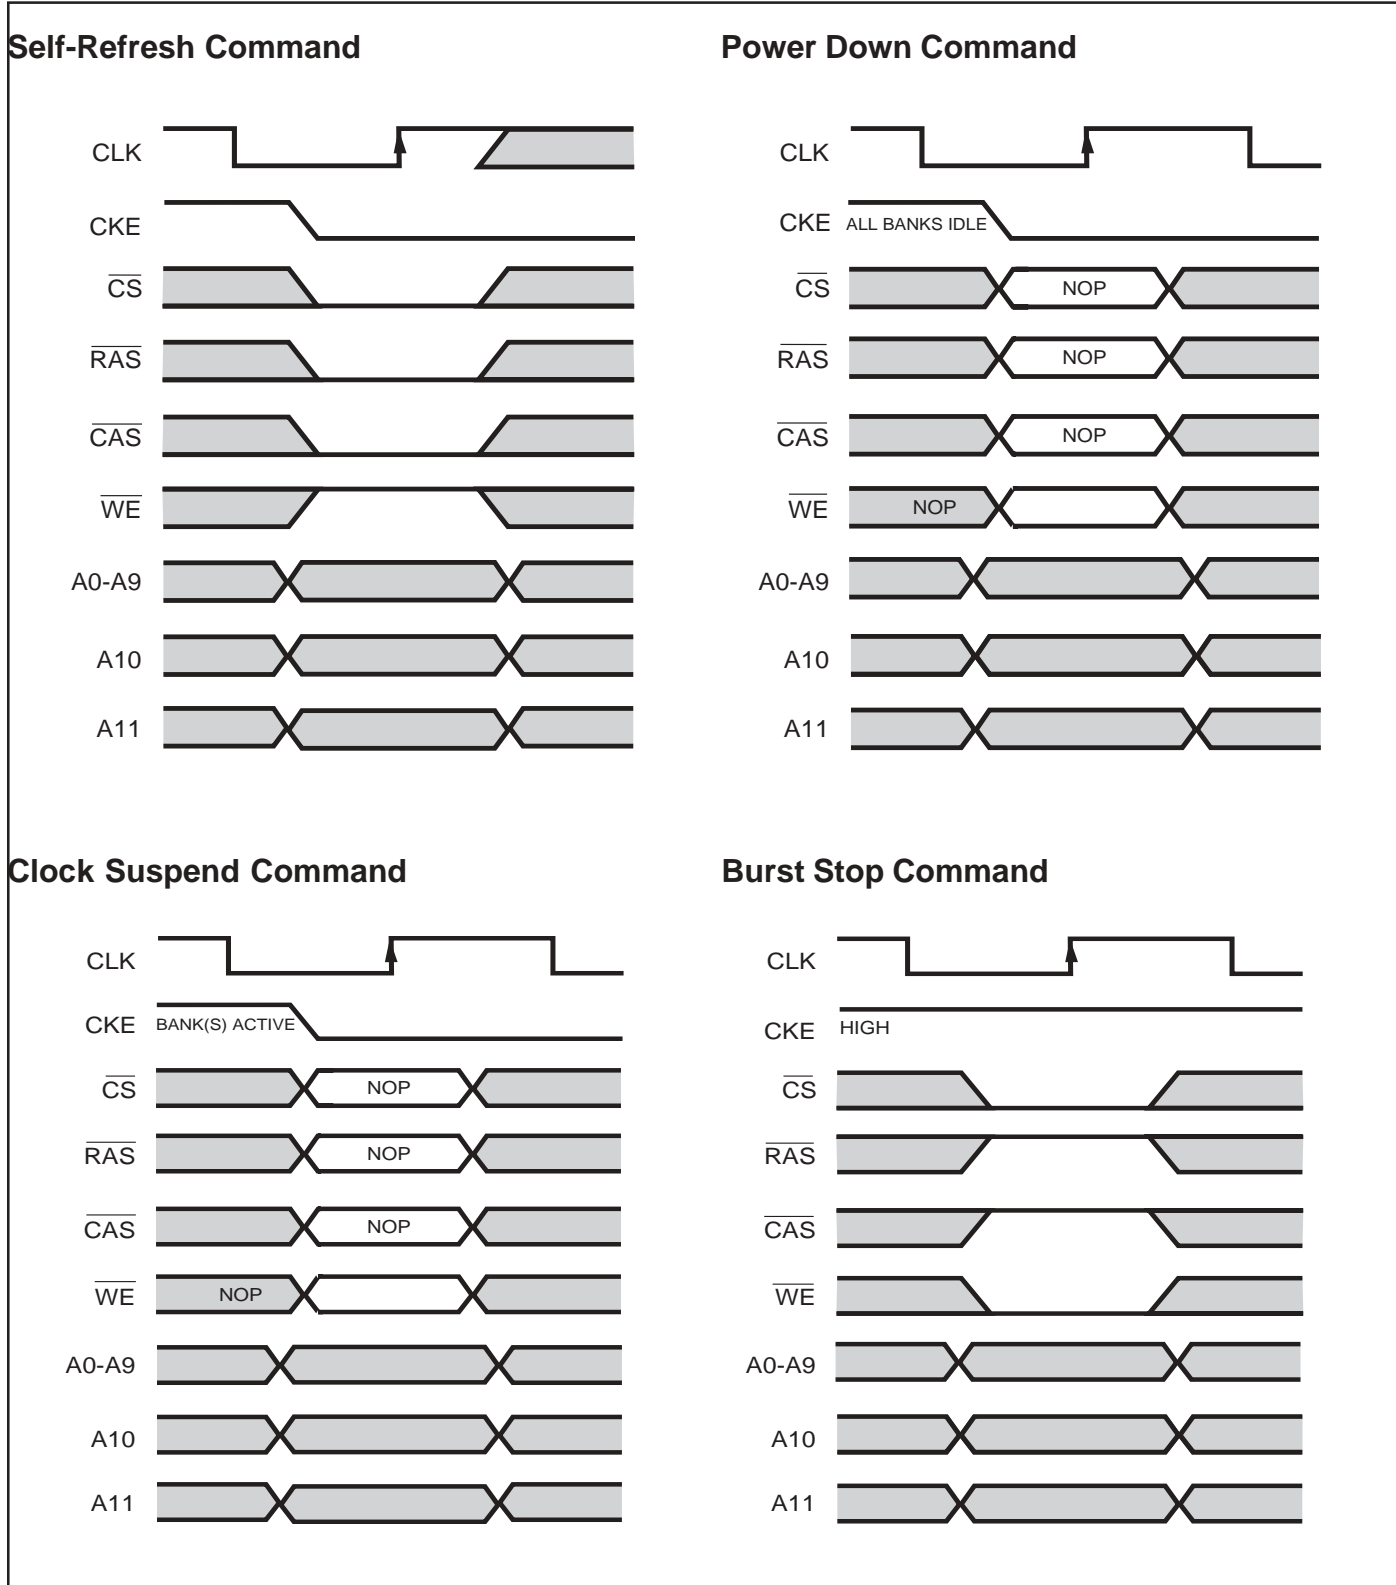 Self-Refresh Command
CLK
CKE
CS
RAS
CAS
WE
A0-A9
A10
A11
Power Down Command
CLK
CKE ALL BANKS IDLE
CS NOP
RAS NOP
CAS NOP
WE NOP
A0-A9
A10
A11
Clock Suspend Command
CLK
CKE BANK(S) ACTIVE
CS NOP
RAS NOP
CAS NOP
WE NOP
A0-A9
A10
A11
Burst Stop Command
CLK
CKE HIGH
CS
RAS
CAS
WE
A0-A9
A10
A11